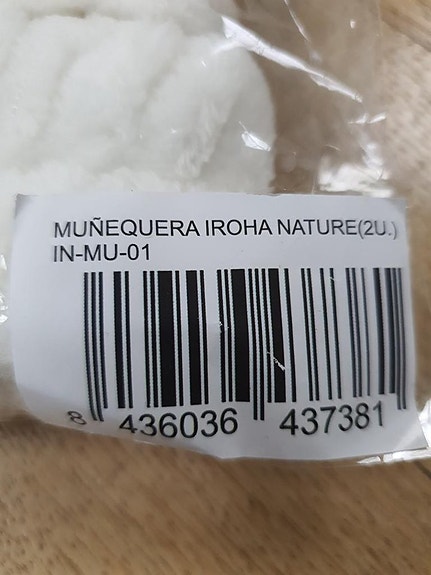 MUÑEQUERA IROHA NATURE(2U.)
IN-MU-01
8 436036 437381